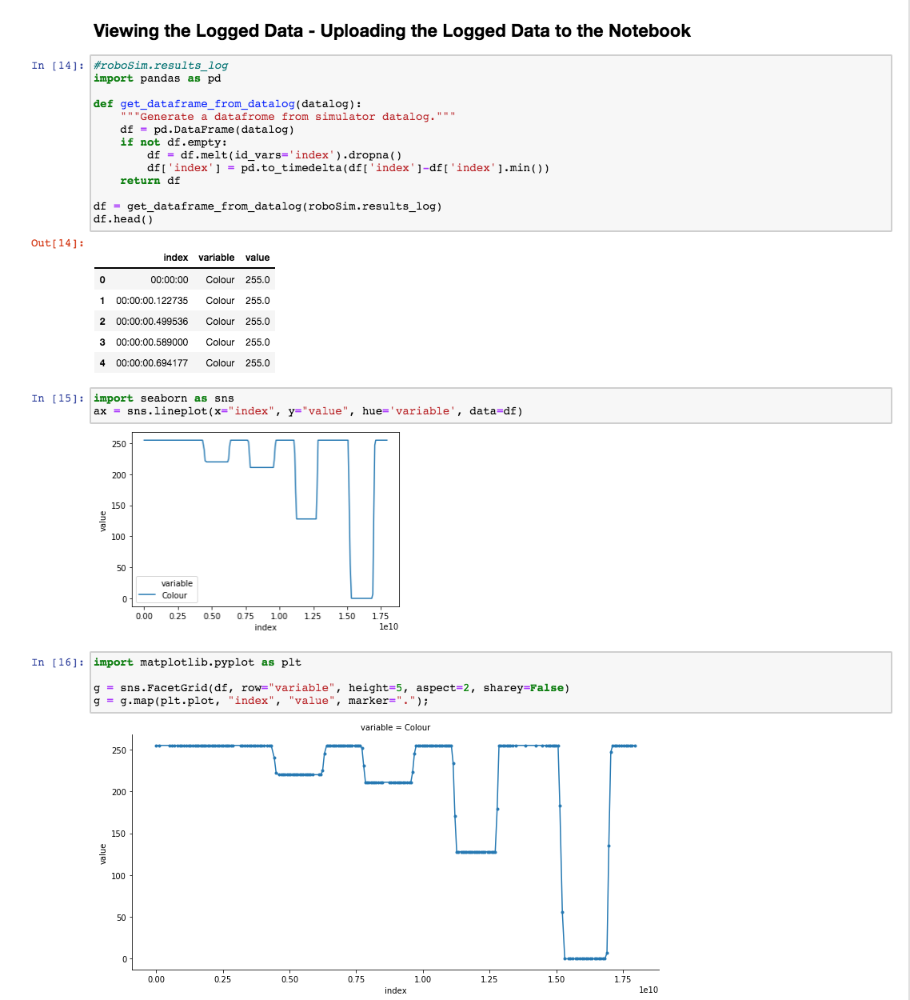 Viewing the Logged Data - Uploading the Logged Data to the Notebook
In [14]:
#roboSim.results_log
import pandas as pd
def get_dataframe_from_datalog(datalog):
"""Generate a datafrome from simulator datalog."""
df = pd.DataFrame(datalog)
if not df.empty:
df = df.melt(id_vars='index').dropna()
df['index'] = pd.to_timedelta(df['index']-df['index'].min())
return df
df = get_dataframe_from_datalog(roboSim.results_log)
df.head()
Out[14]:
index variable value
0 00:00:00 Colour 255.0
1 00:00:00.122735 Colour 255.0
2 00:00:00.499536 Colour 255.0
3 00:00:00.589000 Colour 255.0
4 00:00:00.694177 Colour 255.0
In [15]:
import seaborn as sns
ax = sns.lineplot(x="index", y="value", hue='variable', data=df)
250
200
150
100
50
0
value
variable
Colour
0.00 0.25 0.50 0.75 1.00 1.25 1.50 1.75
index
1e10
In [16]:
import matplotlib.pyplot as plt
g = sns.FacetGrid(df, row="variable", height=5, aspect=2, sharey=False)
g = g.map(plt.plot, "index", "value", marker=".");
variable = Colour
250
200
150
100
50
0
value
0.00 0.25 0.50 0.75 1.00 1.25 1.50 1.75
index
1e10